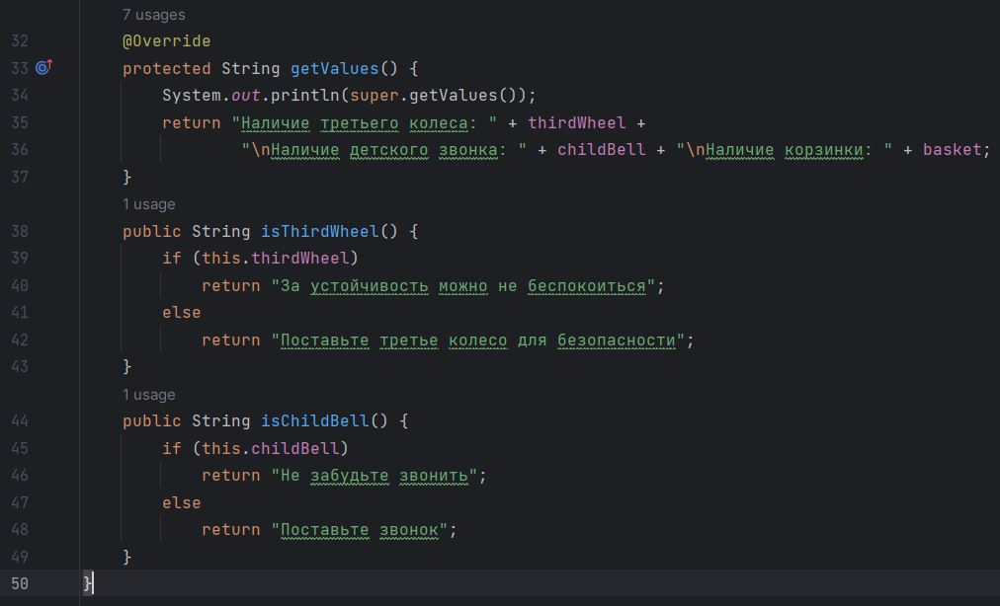 7 usages
32 @Override
33 protected String getValues() {
34 System.out.println(super.getValues());
35 return "Наличие третьего колеса: " + thirdWheel +
36 "\nНаличие детского звонка: " + childBell + "\nНаличие корзинки: " + basket;
37 }
1 usage
38 public String isThirdWheel() {
39 if (this.thirdWheel)
40 return "За устойчивость можно не беспокоиться";
41 else
42 return "Поставьте третье колесо для безопасности";
43 }
1 usage
44 public String isChildBell() {
45 if (this.childBell)
46 return "Не забудьте звонить";
47 else
48 return "Поставьте звонок";
49 }
50 }